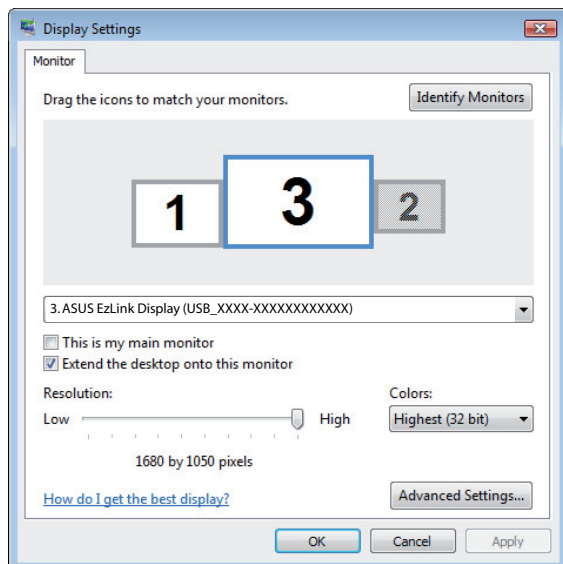 Display Settings
Monitor
Drag the icons to match your monitors.
Identify Monitors
1
3
2
3. ASUS EzLink Display (USB_XXXX-XXXXXXXXXXXX)
This is my main monitor
Extend the desktop onto this monitor
Resolution:
Colors:
Low
High
Highest (32 bit)
1680 by 1050 pixels
How do I get the best display?
Advanced Settings...
OK
Cancel
Apply